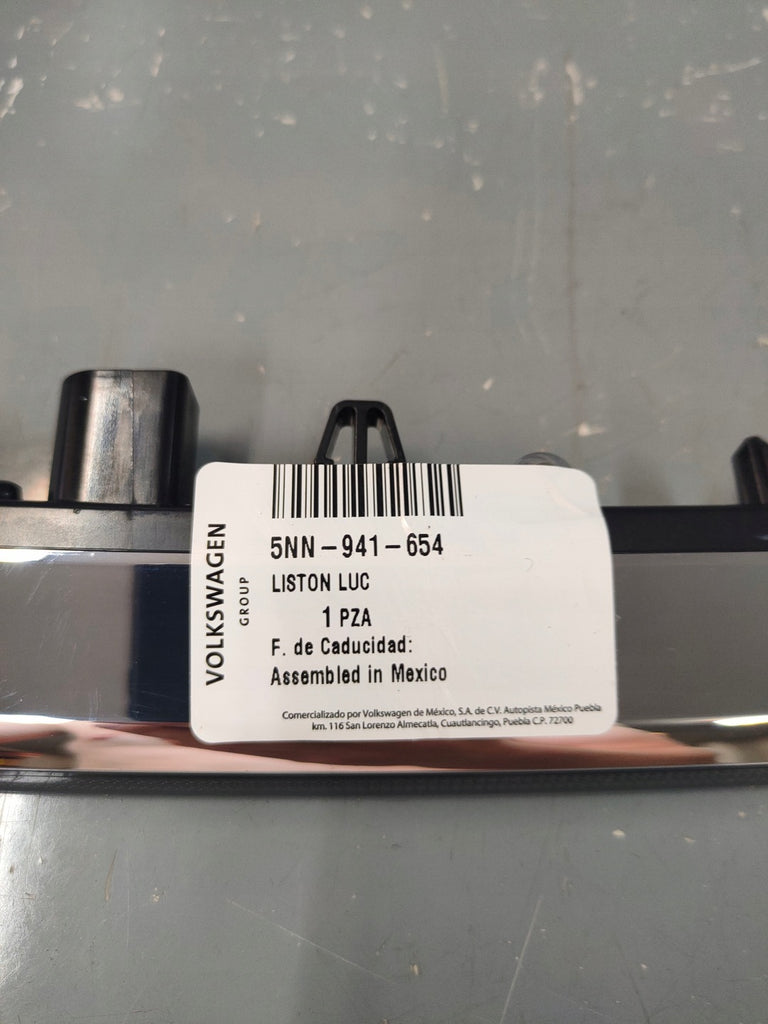 VOLKSWAGEN
GROUP
5NN-941-654
LISTON LUC
1 PZA
F. de Caducidad:
Assembled in Mexico
Comercializado por Volkswagen de México, S.A. de C.V. Autopista México Puebla
km. 116 San Lorenzo Almecatla, Cuautlancingo, Puebla C.P. 72700